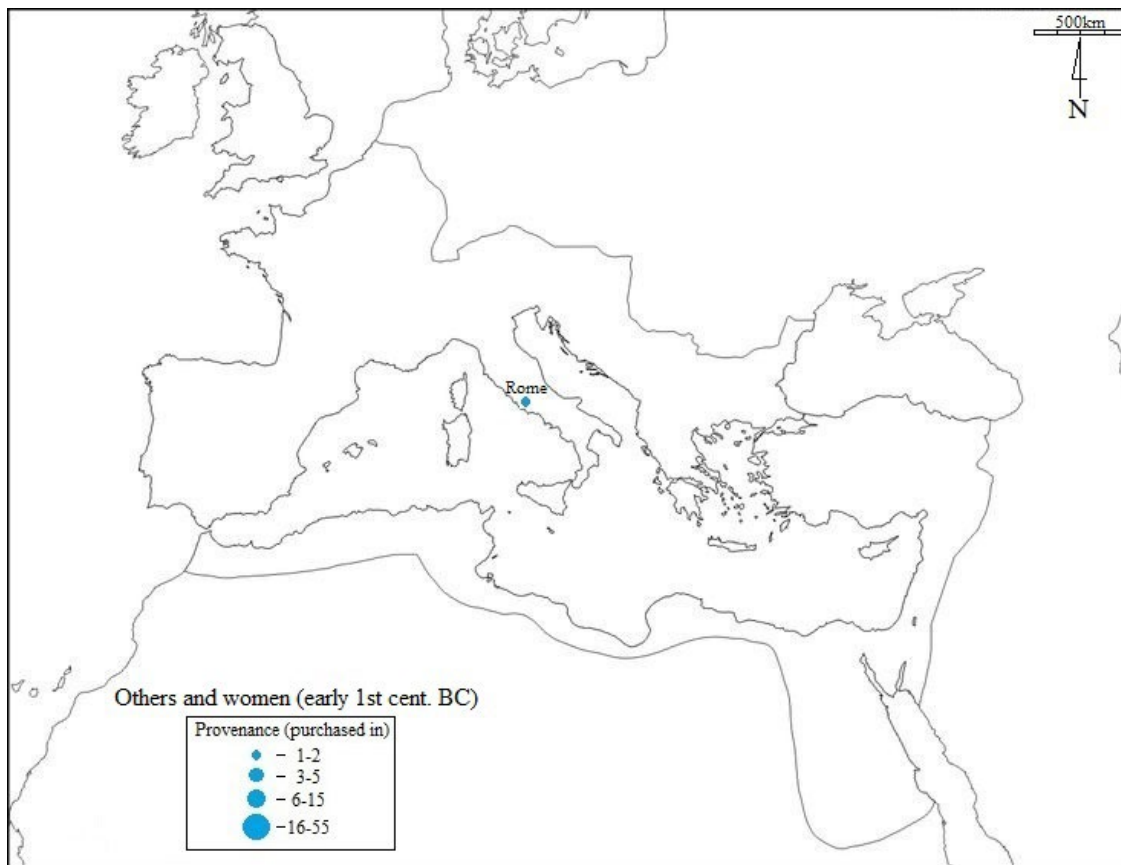 500km
N
Rome
Others and women (early 1st cent. BC)
Provenance (purchased in)
– 1-2
– 3-5
– 6-15
–16-55